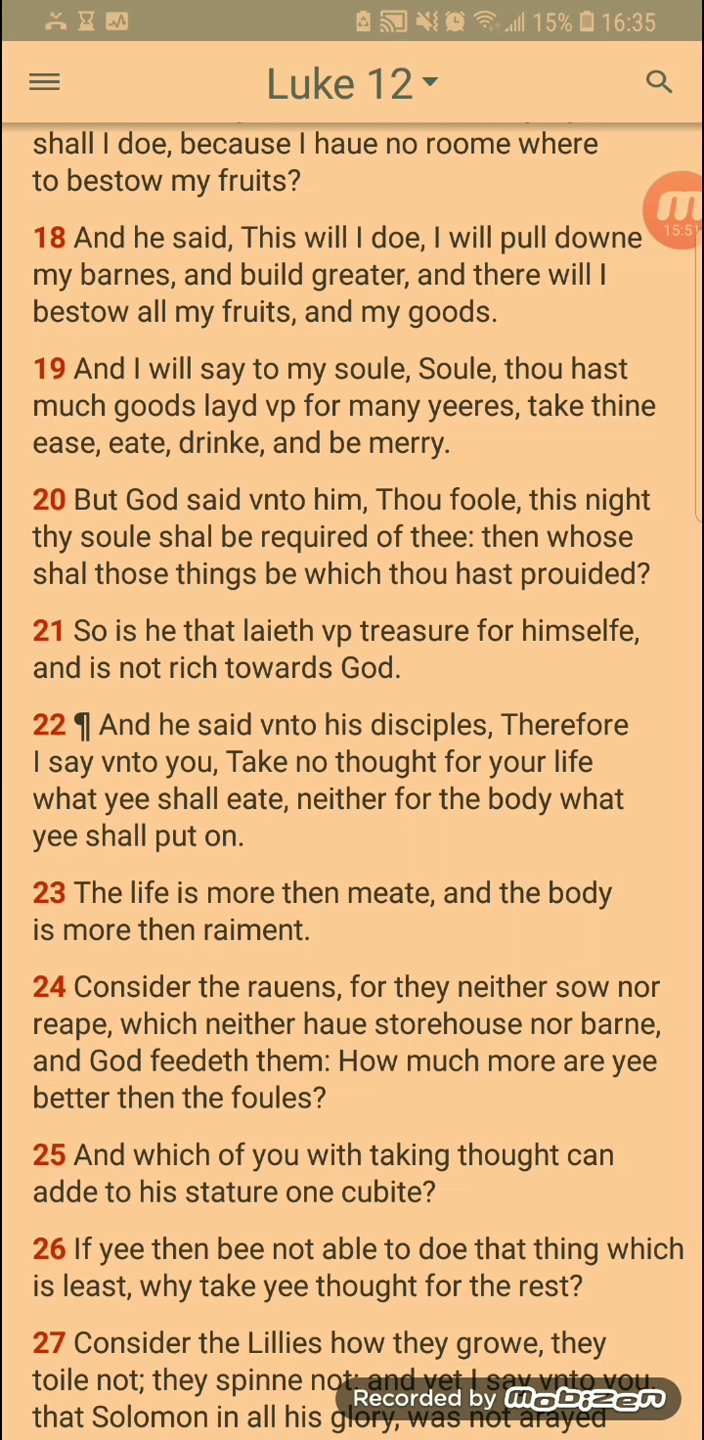 15% 16:35
Luke 12
shall I doe, because I haue no roome where
to bestow my fruits?
15:51
18 And he said, This will I doe, I will pull downe
my barnes, and build greater, and there will I
bestow all my fruits, and my goods.
19 And I will say to my soule, Soule, thou hast
much goods layd vp for many yeeres, take thine
ease, eate, drinke, and be merry.
20 But God said vnto him, Thou foole, this night
thy soule shal be required of thee: then whose
shal those things be which thou hast prouided?
21 So is he that laieth vp treasure for himselfe,
and is not rich towards God.
22 ¶ And he said vnto his disciples, Therefore
I say vnto you, Take no thought for your life
what yee shall eate, neither for the body what
yee shall put on.
23 The life is more then meate, and the body
is more then raiment.
24 Consider the rauens, for they neither sow nor
reape, which neither haue storehouse nor barne,
and God feedeth them: How much more are yee
better then the foules?
25 And which of you with taking thought can
adde to his stature one cubite?
26 If yee then bee not able to doe that thing which
is least, why take yee thought for the rest?
27 Consider the Lillies how they growe, they
toile not; they spinne not: and yet I say vnto you,
that Solomon in all his glory, was not arayed
Recorded by mobizen